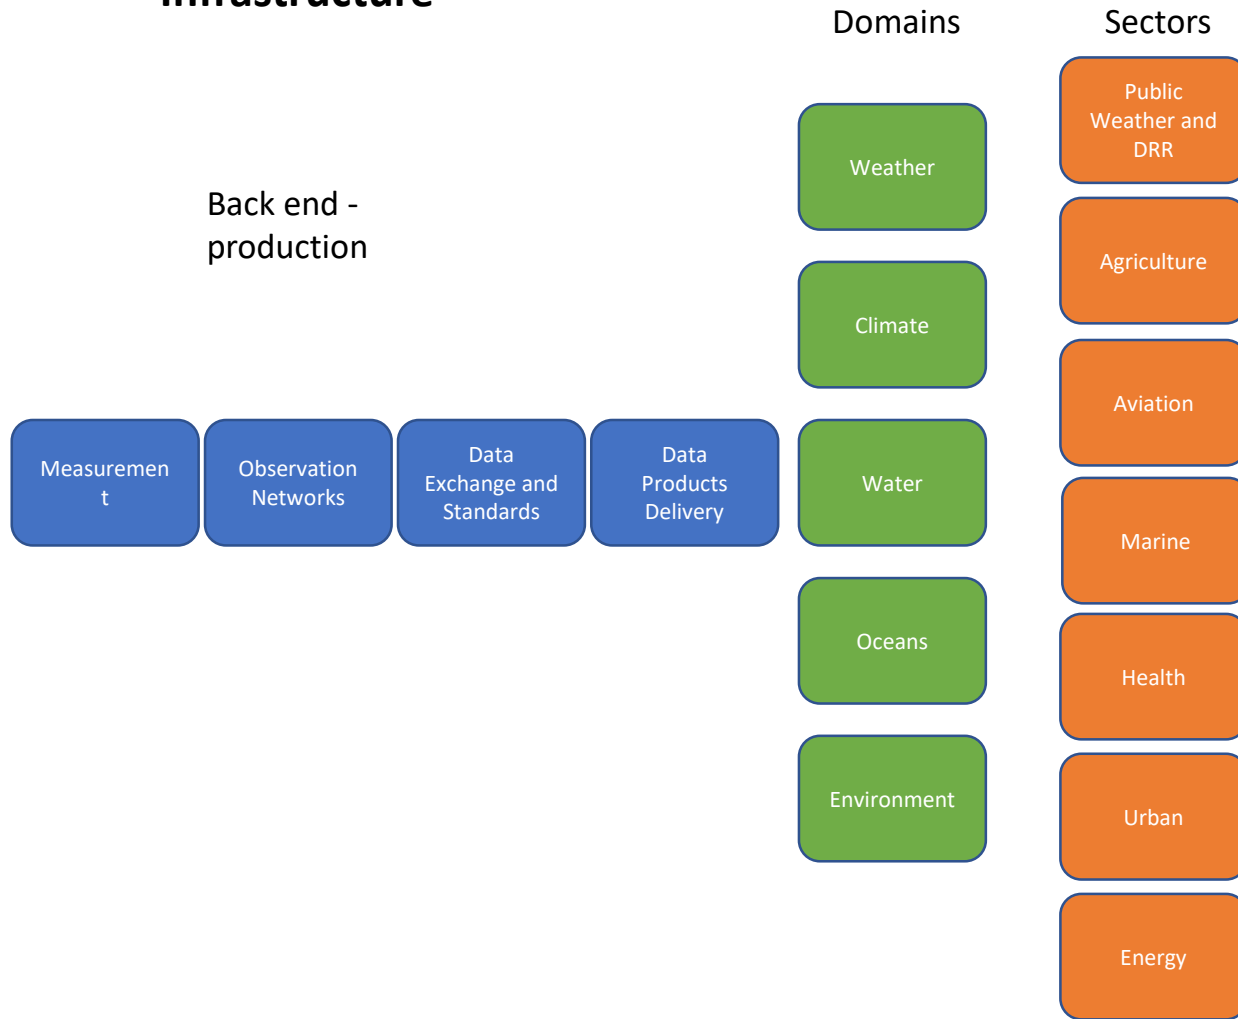 Infrastructure
Domains
Sectors
Back end -
production
Measuremen
t
Observation
Networks
Data
Exchange and
Standards
Data
Products
Delivery
Weather
Climate
Water
Oceans
Environment
Public
Weather and
DRR
Agriculture
Aviation
Marine
Health
Urban
Energy